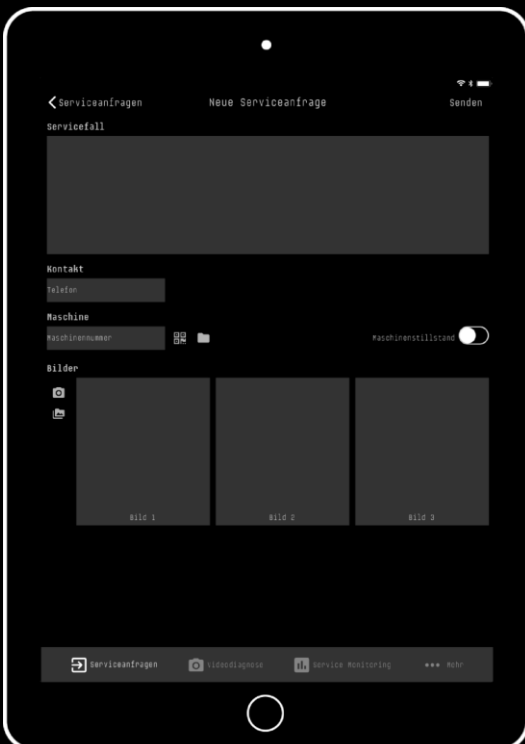 Serviceanfragen Neue Serviceanfrage Senden
Servicefall
Kontakt
Telefon
Maschine
Maschinennummer Maschinenstillstand
Bilder
Bild 1 Bild 2 Bild 3
Serviceanfragen Videodiagnose Service Monitoring Mehr